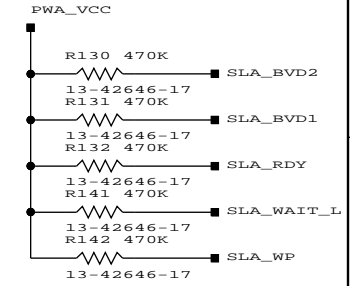 PWA_VCC
R130 470K
SLA_BVD2
13-42646-17
R131 470K
SLA_BVD1
13-42646-17
R132 470K
SLA_RDY
13-42646-17
R141 470K
SLA_WAIT_L
13-42646-17
R142 470K
SLA_WP
13-42646-17